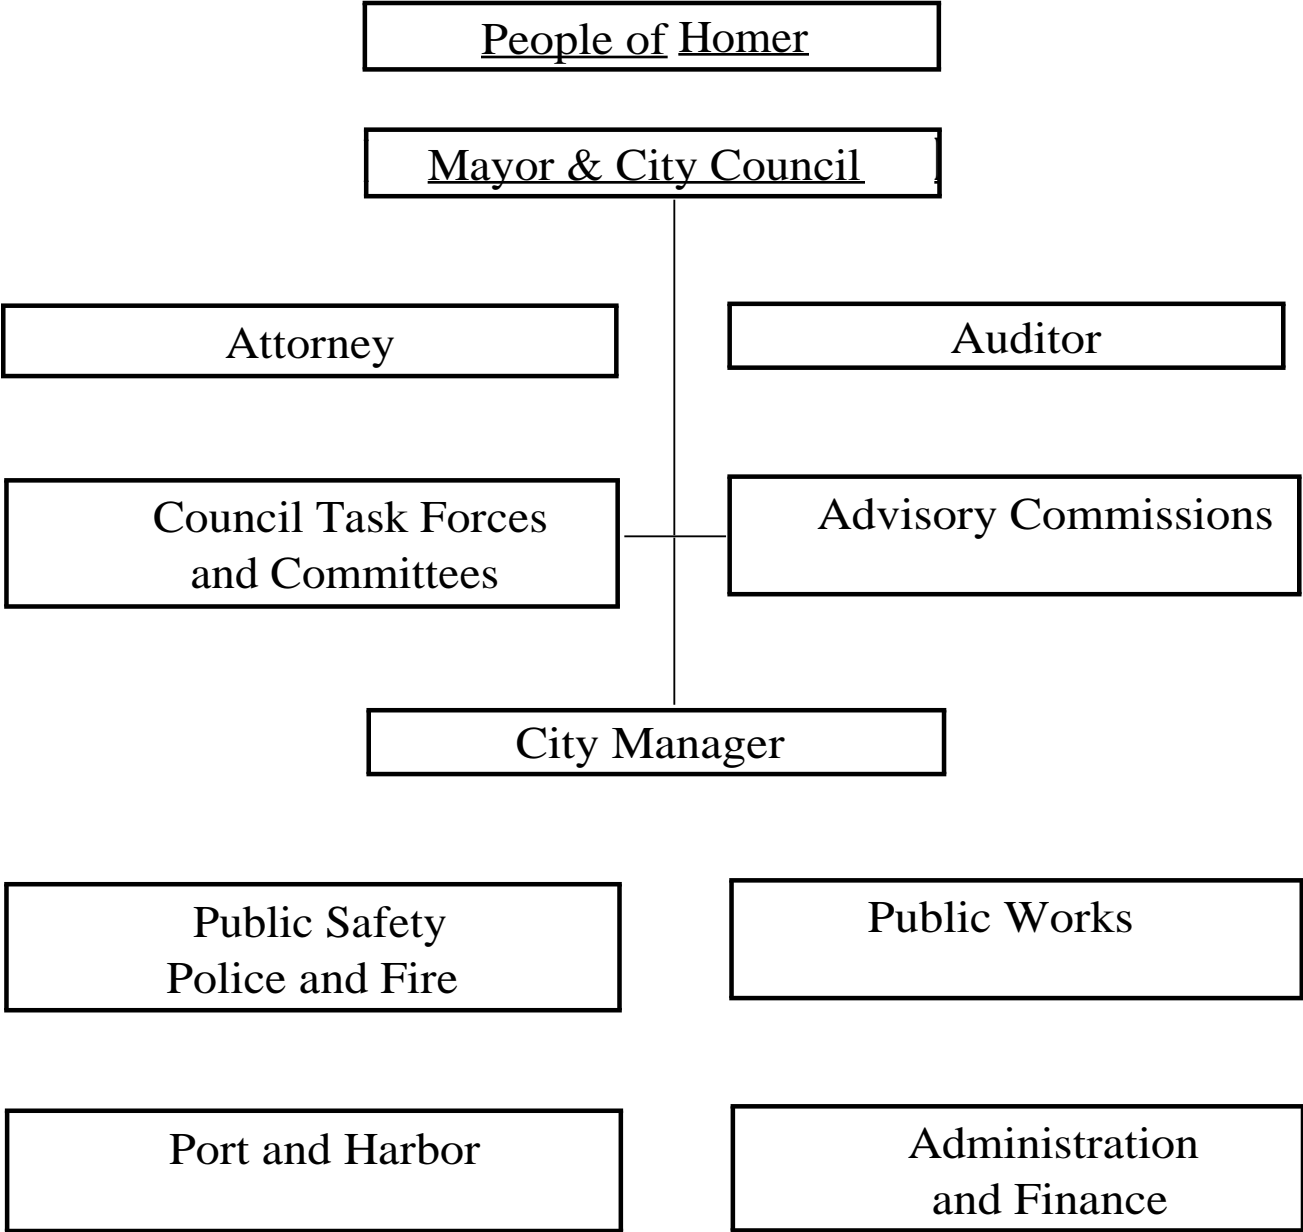 People of Homer
Mayor & City Council
Attorney
Auditor
Council Task Forces
and Committees
Advisory Commissions
City Manager
Public Safety
Police and Fire
Public Works
Port and Harbor
Administration
and Finance